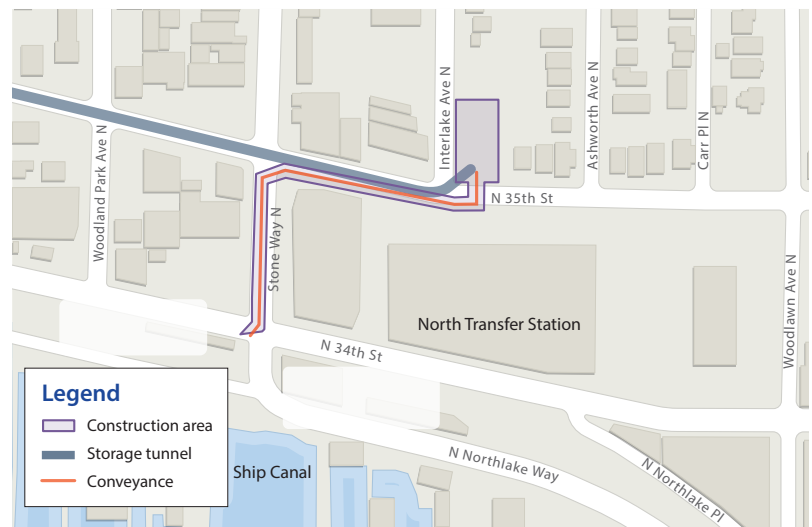 Woodland Park Ave N
Stone Way N
Interlake Ave N
Ashworth Ave N
Carr Pl N
N 35th St
Woodlawn Ave N
North Transfer Station
N 34th St
N Northlake Way
N Northlake Pl
Ship Canal
Legend
Construction area
Storage tunnel
Conveyance